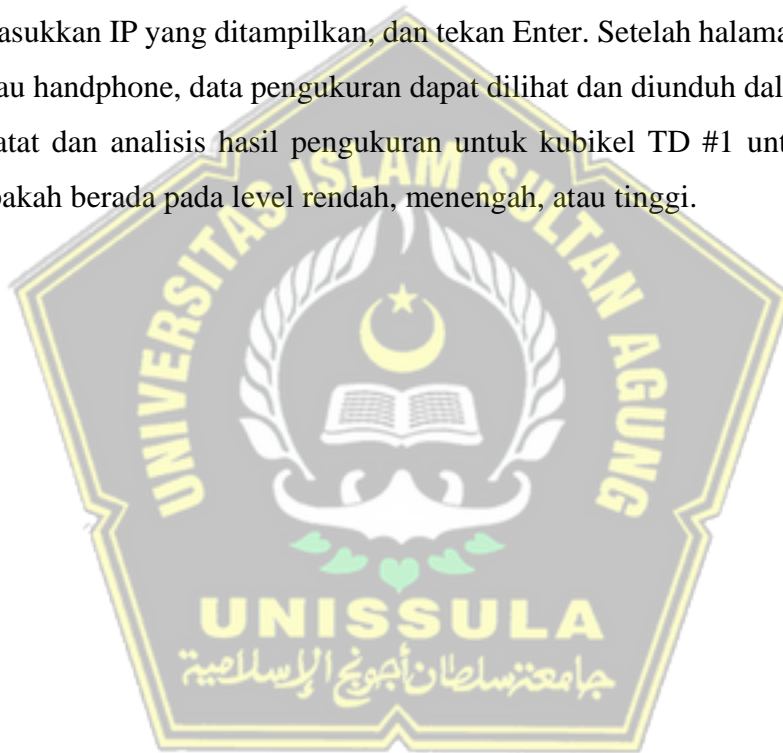 asukkan IP yang ditampilkan, dan tekan Enter. Setelah halama
au handphone, data pengukuran dapat dilihat dan diunduh dal
atat dan analisis hasil pengukuran untuk kubikel TD #1 unt
pakah berada pada level rendah, menengah, atau tinggi.
UNIVERSITAS ISLAM SULTAN AGUNG
UNISSULA
جامعة سلطان أجونج الإسلامية